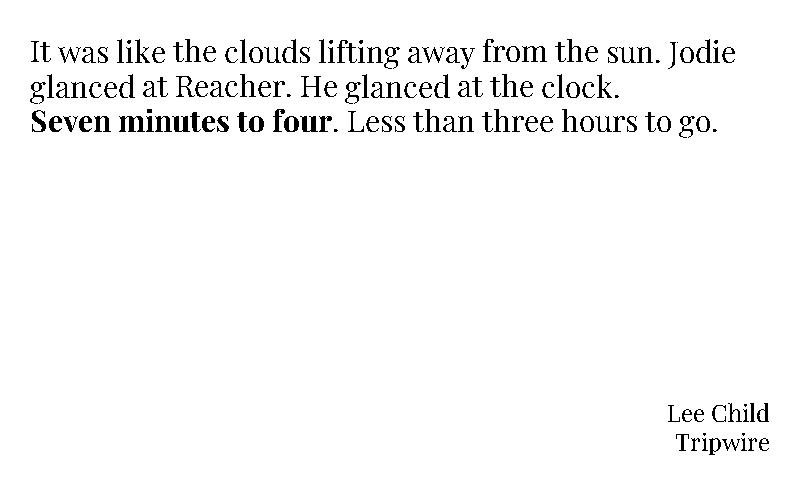 It was like the clouds lifting away from the sun. Jodie
glanced at Reacher. He glanced at the clock.
Seven minutes to four. Less than three hours to go.
Lee Child
Tripwire